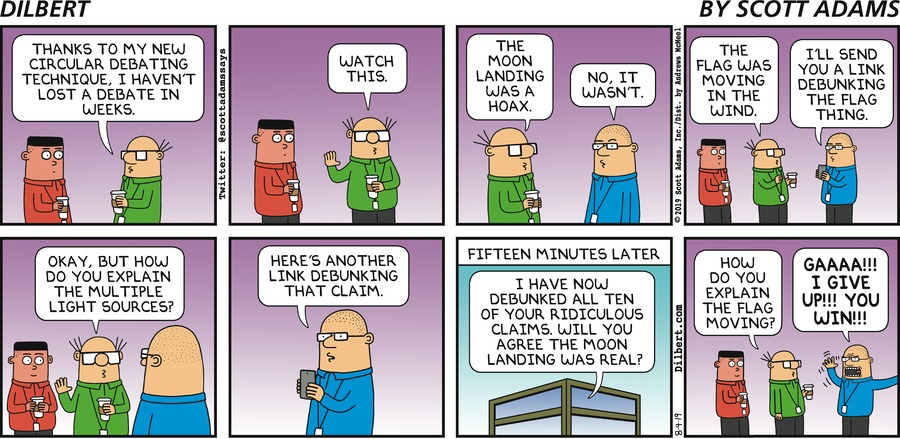 DILBERT
BY SCOTT ADAMS
THANKS TO MY NEW
CIRCULAR DEBATING
TECHNIQUE, I HAVEN'T
LOST A DEBATE IN
WEEKS.
Twitter: @scottadamssays
WATCH
THIS.
THE
MOON
LANDING
WAS A
HOAX.
NO, IT
WASN'T.
© 2019 Scott Adams, Inc./Dist. by Andrews McMeel
THE
FLAG WAS
MOVING
IN THE
WIND.
I'LL SEND
YOU A LINK
DEBUNKING
THE FLAG
THING.
OKAY, BUT HOW
DO YOU EXPLAIN
THE MULTIPLE
LIGHT SOURCES?
HERE'S ANOTHER
LINK DEBUNKING
THAT CLAIM.
FIFTEEN MINUTES LATER
I HAVE NOW
DEBUNKED ALL TEN
OF YOUR RIDICULOUS
CLAIMS. WILL YOU
AGREE THE MOON
LANDING WAS REAL?
8-4-19 Dilbert.com
HOW
DO YOU
EXPLAIN
THE FLAG
MOVING?
GAAAA!!!
I GIVE
UP!!! YOU
WIN!!!